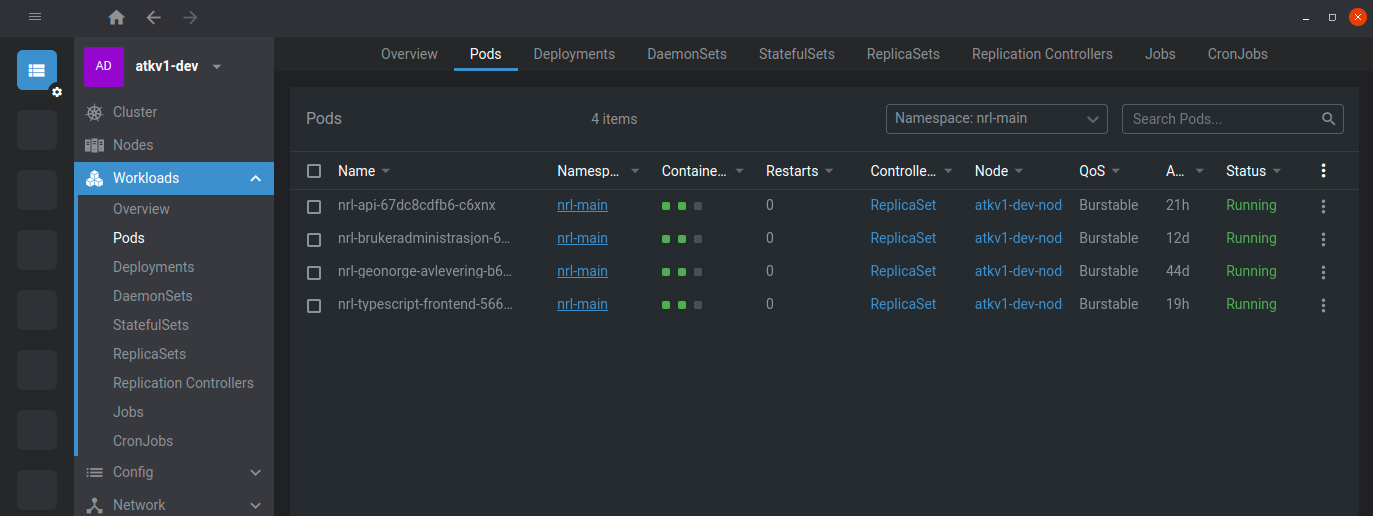 Overview Pods Deployments DaemonSets StatefulSets ReplicaSets Replication Controllers Jobs CronJobs
AD atkv1-dev
Cluster
Nodes
Workloads
Overview
Pods
Deployments
DaemonSets
StatefulSets
ReplicaSets
Replication Controllers
Jobs
CronJobs
Config
Network
Pods 4 items Namespace: nrl-main Search Pods...
Name Namesp... Containe... Restarts Controlle... Node QoS A... Status
nrl-api-67dc8cdfb6-c6xnx nrl-main 0 ReplicaSet atkv1-dev-nod Burstable 21h Running
nrl-brukeradministrasjon-6... nrl-main 0 ReplicaSet atkv1-dev-nod Burstable 12d Running
nrl-geonorge-avlevering-b6... nrl-main 0 ReplicaSet atkv1-dev-nod Burstable 44d Running
nrl-typescript-frontend-566... nrl-main 0 ReplicaSet atkv1-dev-nod Burstable 19h Running